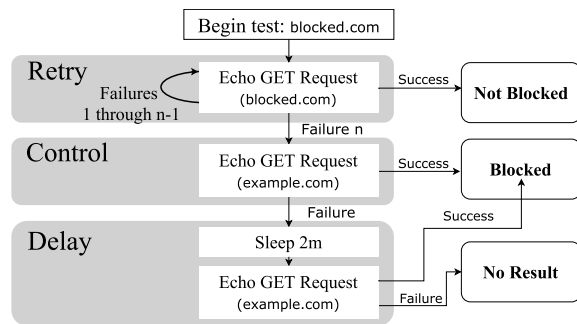 Begin test: blocked.com
Retry
Echo GET Request
(blocked.com)
Failures
1 through n-1
Success
Not Blocked
Failure n
Control
Echo GET Request
(example.com)
Success
Blocked
Failure
Success
Delay
Sleep 2m
Echo GET Request
(example.com)
Failure
No Result